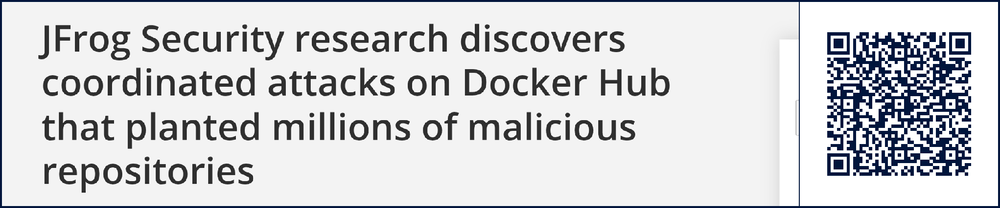 JFrog Security research discovers
coordinated attacks on Docker Hub
that planted millions of malicious
repositories